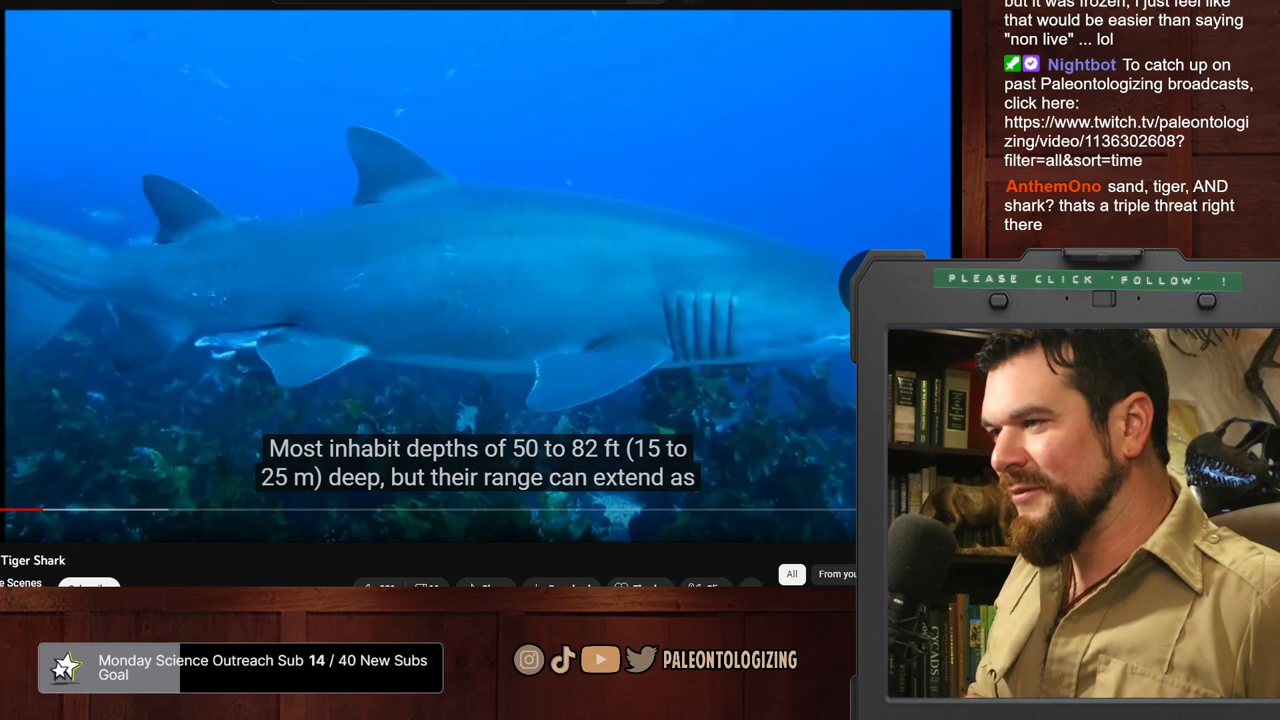 but it was frozen, I just feel like
that would be easier than saying
"non live" ... lol
Nightbot To catch up on
past Paleontologizing broadcasts,
click here:
https://www.twitch.tv/paleontologi
zing/video/1136302608?
filter=all&sort=time
AnthemOno sand, tiger, AND
shark? thats a triple threat right
there
PLEASE CLICK 'FOLLOW' !
Most inhabit depths of 50 to 82 ft (15 to
25 m) deep, but their range can extend as
Tiger Shark
e Scenes
All
From you
CYCADS
Monday Science Outreach Sub 14 / 40 New Subs
Goal
PALEONTOLOGIZING